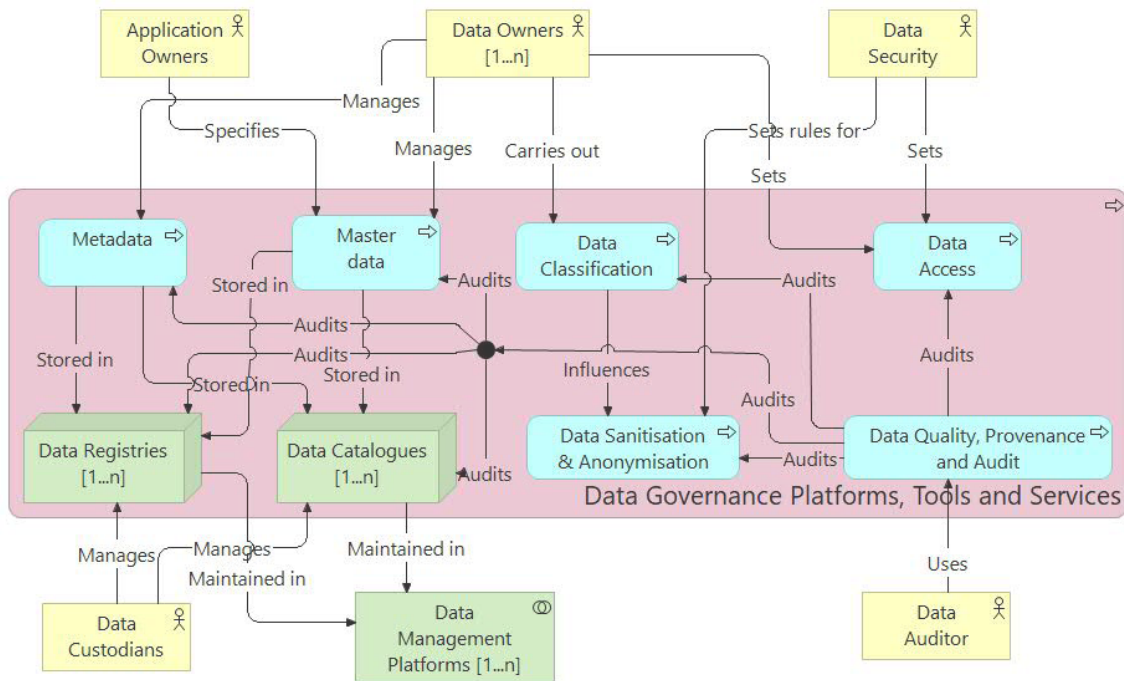 Application
Owners
Data Owners
[1...n]
Data
Security
Manages
Specifies
Manages
Carries out
Sets rules for
Sets
Sets
Metadata
Master
data
Data
Classification
Data
Access
Stored in
Audits
Audits
Audits
Audits
Stored in
Audits
Stored in
Stored in
Influences
Audits
Data Registries
[1...n]
Data Catalogues
[1...n]
Audits
Data Sanitisation
& Anonymisation
Audits
Data Quality, Provenance
and Audit
Data Governance Platforms, Tools and Services
Manages
Manages
Maintained in
Maintained in
Uses
Data
Custodians
Data
Management
Platforms [1...n]
Data
Auditor